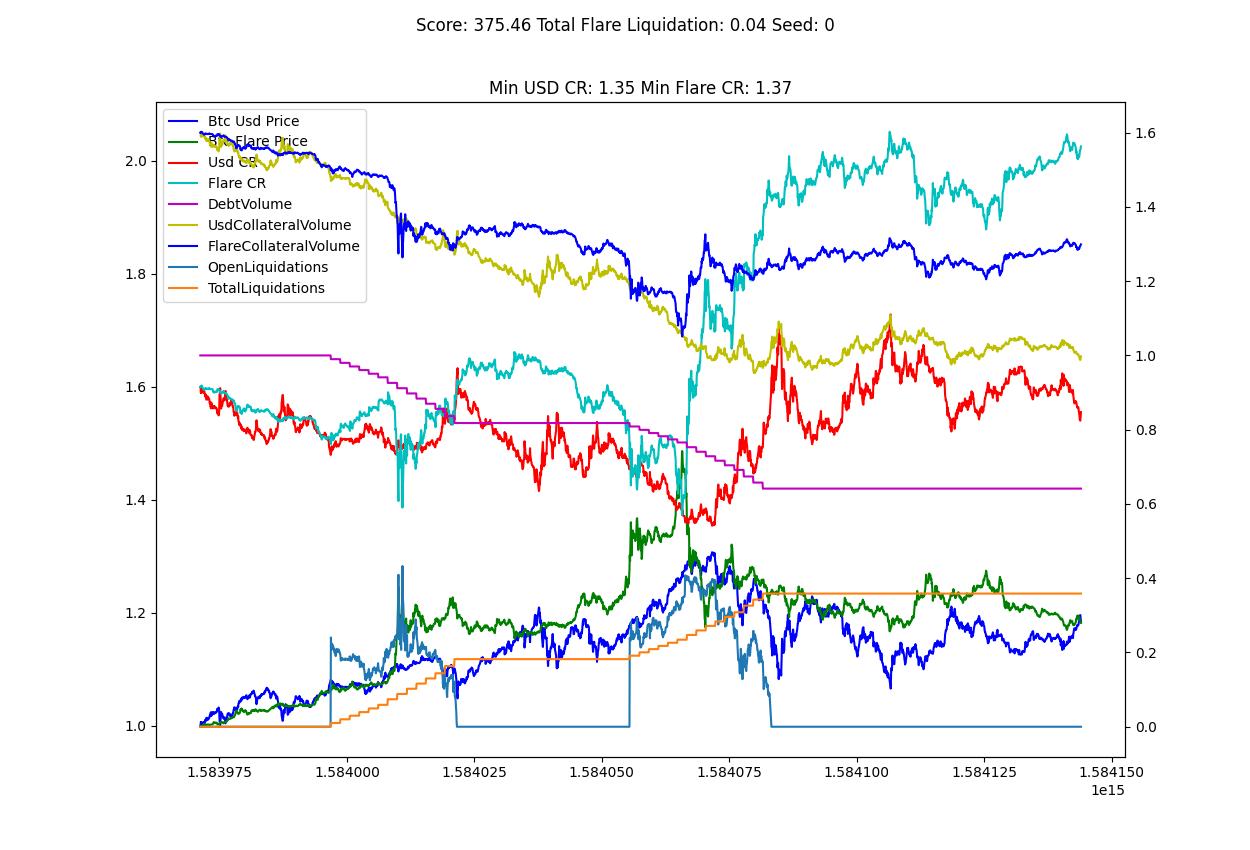 Score: 375.46 Total Flare Liquidation: 0.04 Seed: 0
Min USD CR: 1.35 Min Flare CR: 1.37
Btc Usd Price
Btc Flare Price
Usd CR
Flare CR
DebtVolume
UsdCollateralVolume
FlareCollateralVolume
OpenLiquidations
TotalLiquidations
2.0
1.8
1.6
1.4
1.2
1.0
1.6
1.4
1.2
1.0
0.8
0.6
0.4
0.2
0.0
1.583975 1.584000 1.584025 1.584050 1.584075 1.584100 1.584125 1.584150
1e15